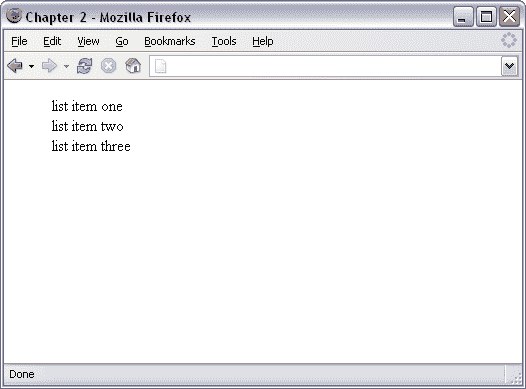 Chapter 2 - Mozilla Firefox
File Edit View Go Bookmarks Tools Help
list item one
list item two
list item three
Done